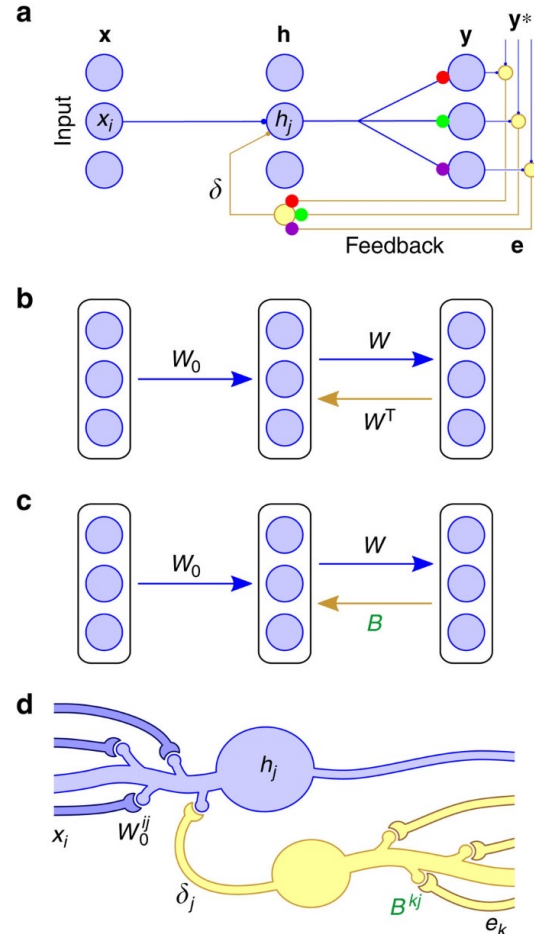 a
x h y y*
Input
x_i h_j
δ
Feedback e
b
W_0 W
W^T
c
W_0 W
B
d
h_j
x_i W_0^{ij}
δ_j B^{kj} e_k